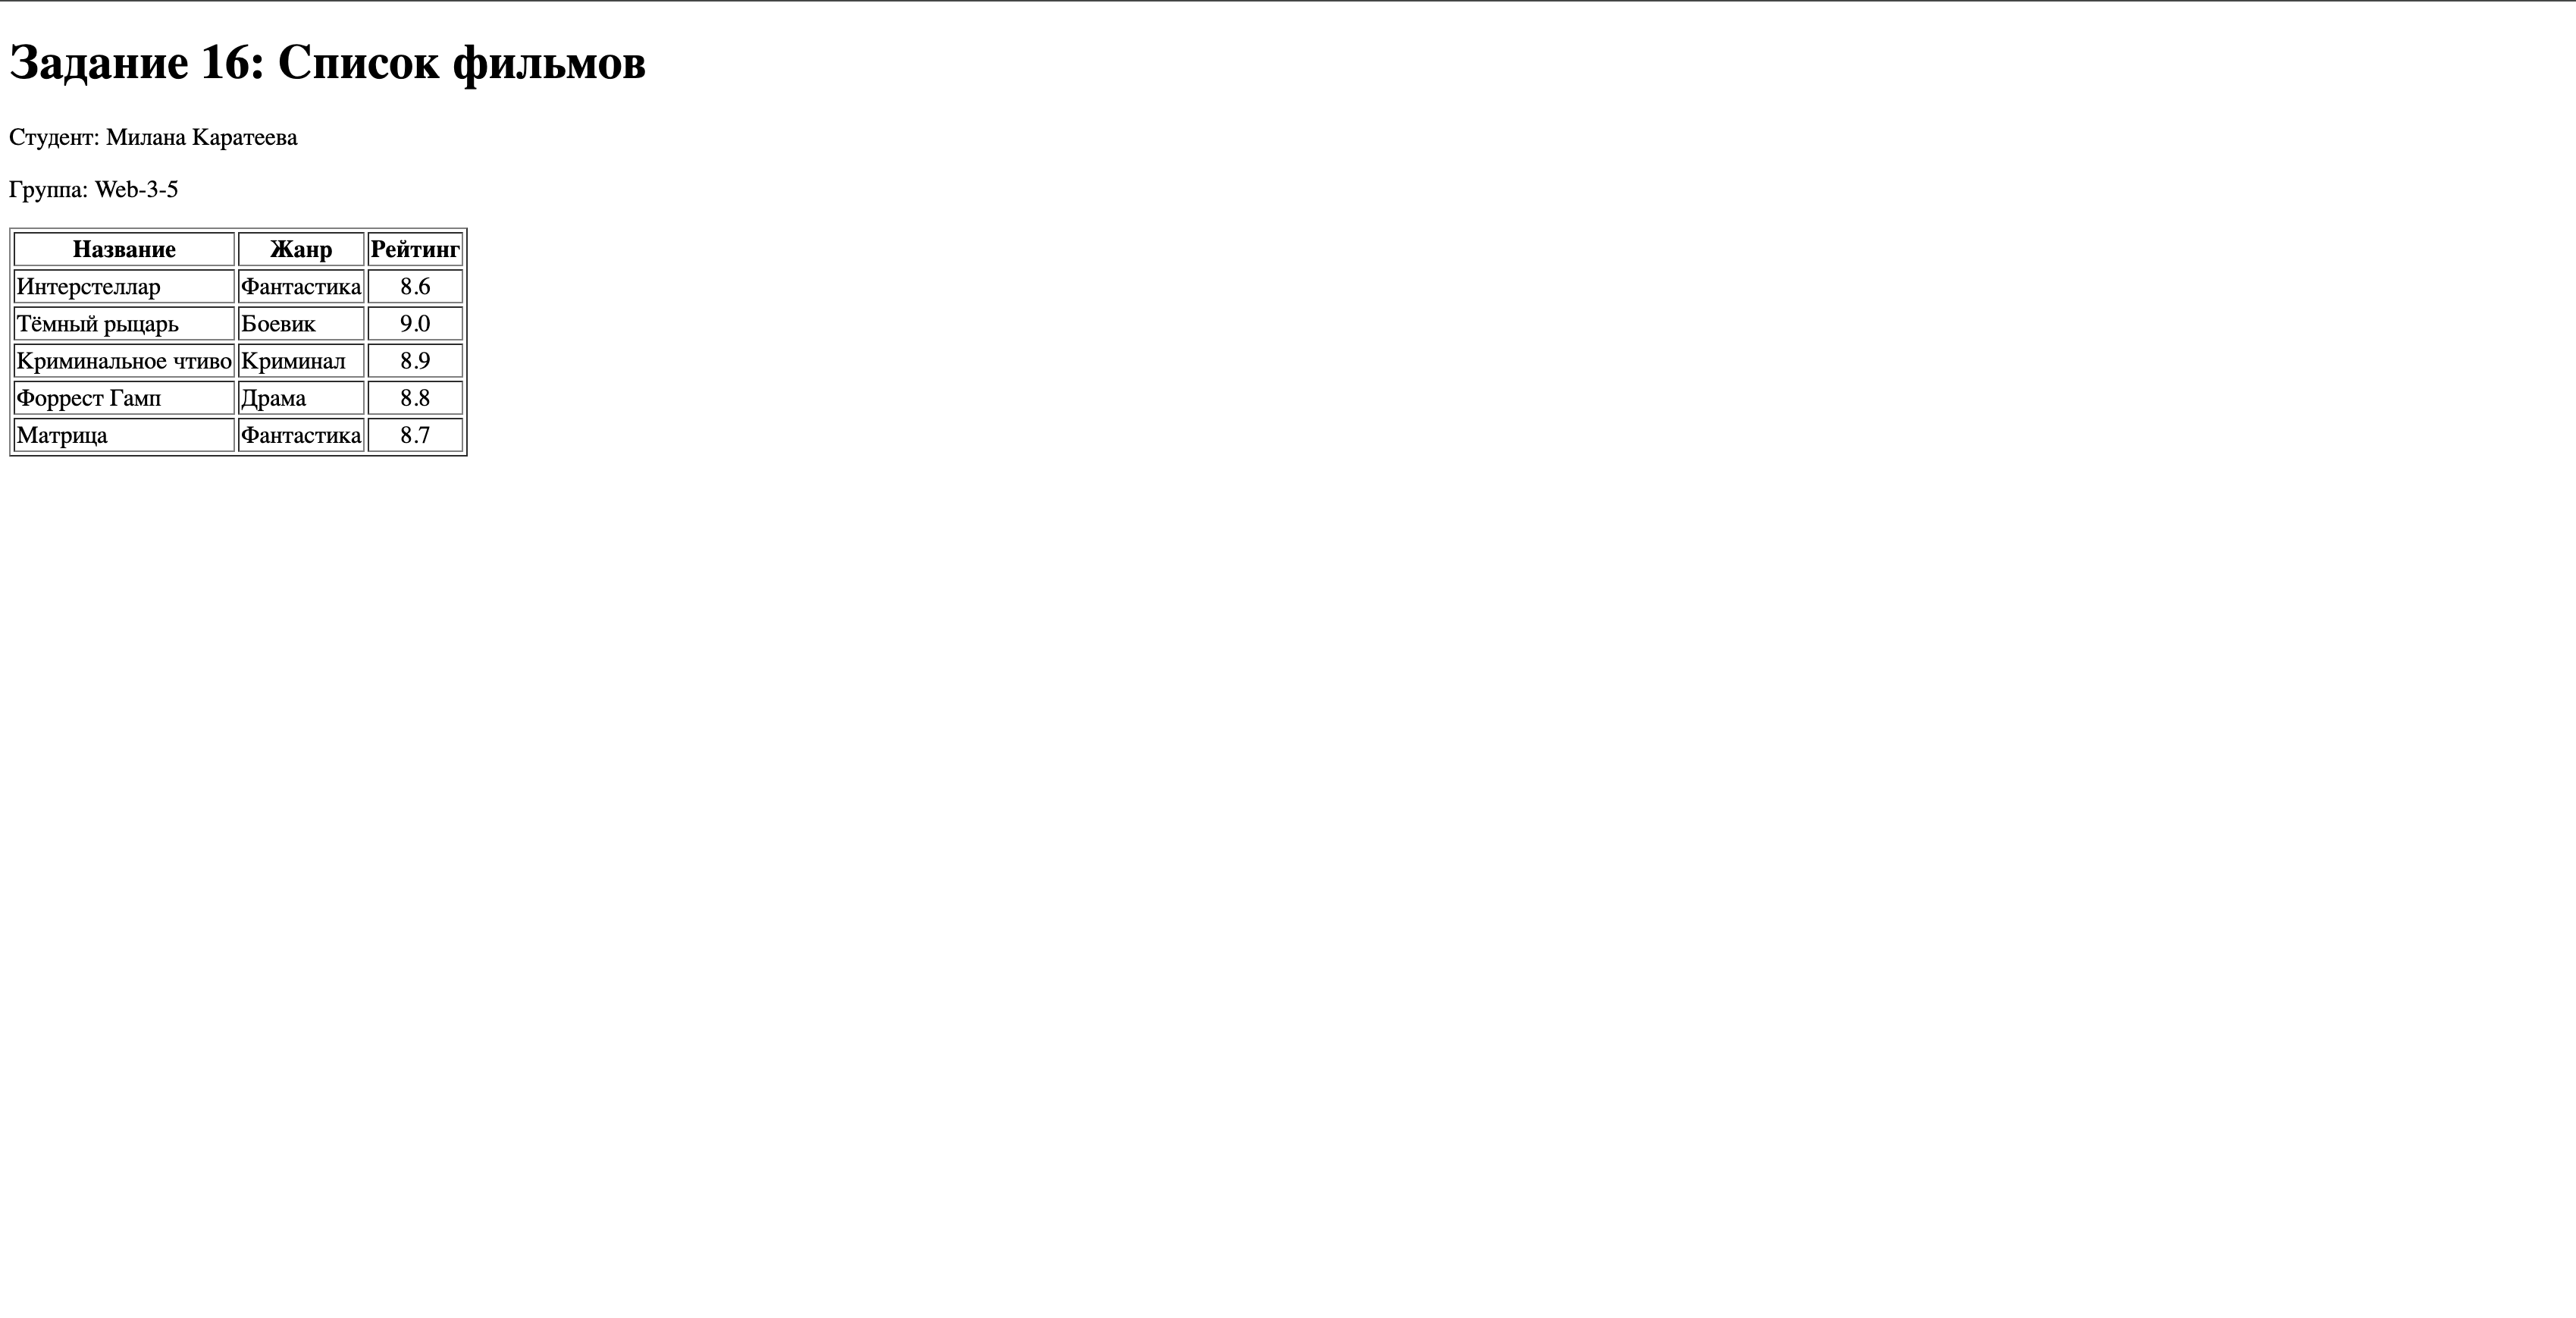 Задание 16: Список фильмов
Студент: Милана Каратеева
Группа: Web-3-5
Название Жанр Рейтинг
Интерстеллар Фантастика 8.6
Тёмный рыцарь Боевик 9.0
Криминальное чтиво Криминал 8.9
Форрест Гамп Драма 8.8
Матрица Фантастика 8.7